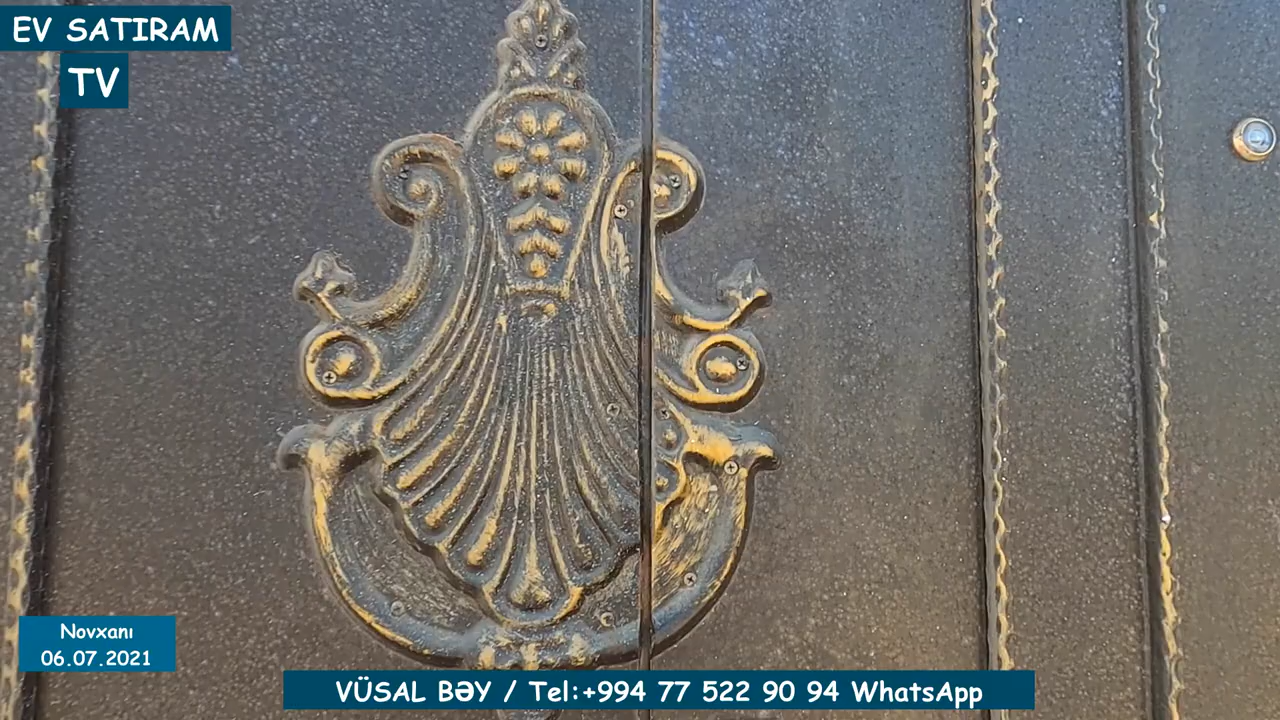 EV SATIRAM
TV
Novxanı
06.07.2021
VÜSAL BƏY / Tel:+994 77 522 90 94 WhatsApp